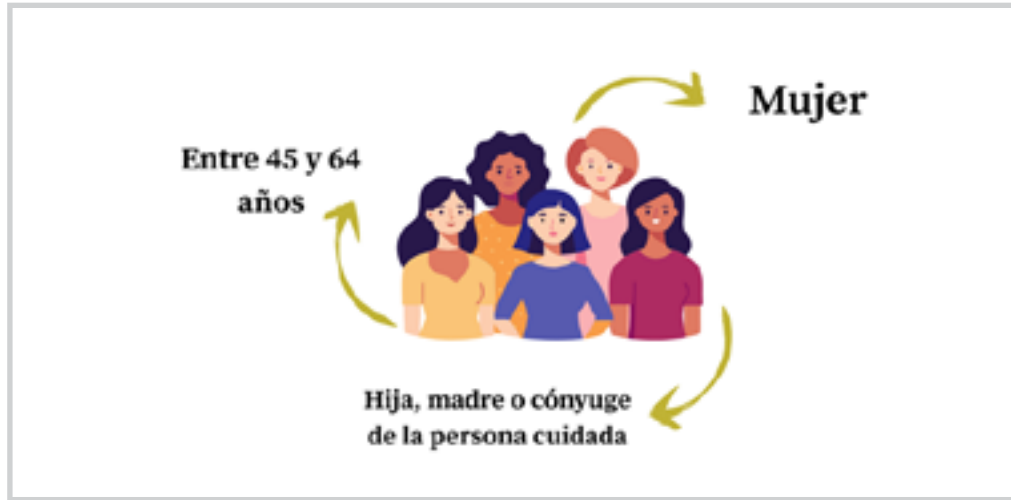 Mujer
Entre 45 y 64
años
Hija, madre o cónyuge
de la persona cuidada